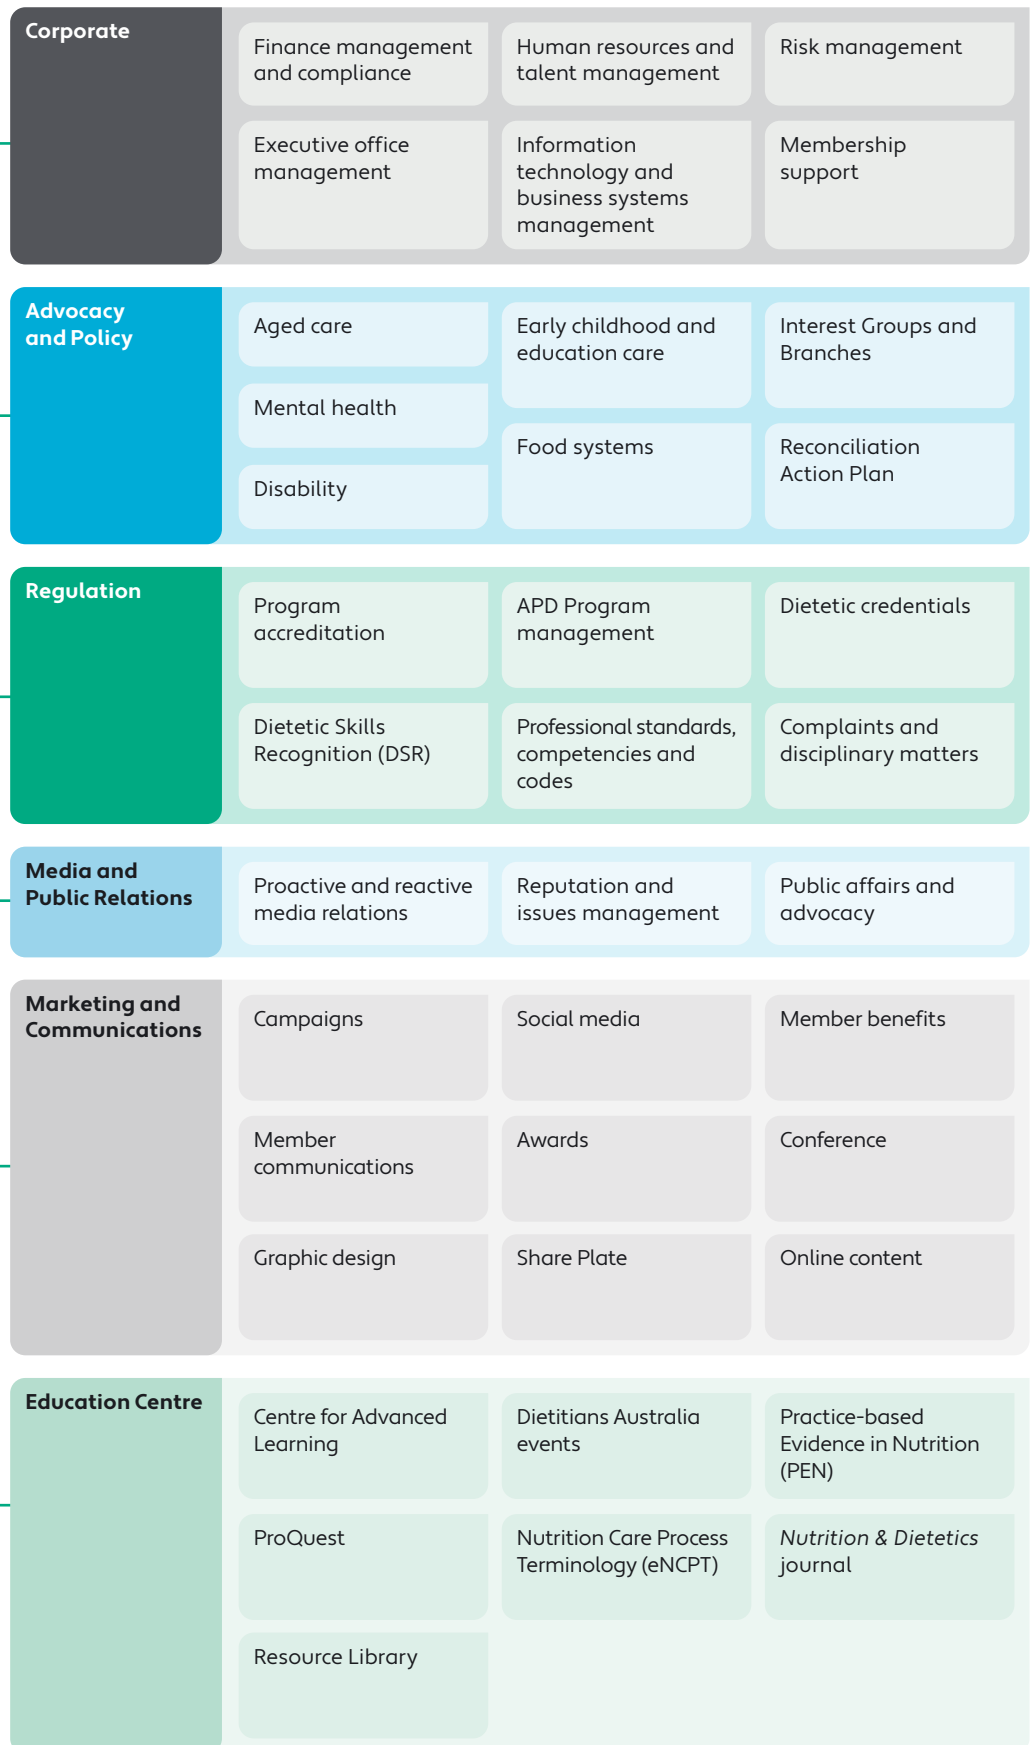 Corporate
Finance management
and compliance
Human resources and
talent management
Risk management
Executive office
management
Information
technology and
business systems
management
Membership
support
Advocacy
and Policy
Aged care
Mental health
Disability
Early childhood and
education care
Food systems
Interest Groups and
Branches
Reconciliation
Action Plan
Regulation
Program
accreditation
APD Program
management
Dietetic credentials
Dietetic Skills
Recognition (DSR)
Professional standards,
competencies and
codes
Complaints and
disciplinary matters
Media and
Public Relations
Proactive and reactive
media relations
Reputation and
issues management
Public affairs and
advocacy
Marketing and
Communications
Campaigns
Social media
Member benefits
Member
communications
Awards
Conference
Graphic design
Share Plate
Online content
Education Centre
Centre for Advanced
Learning
Dietitians Australia
events
Practice-based
Evidence in Nutrition
(PEN)
ProQuest
Nutrition Care Process
Terminology (eNCPT)
Nutrition & Dietetics
journal
Resource Library